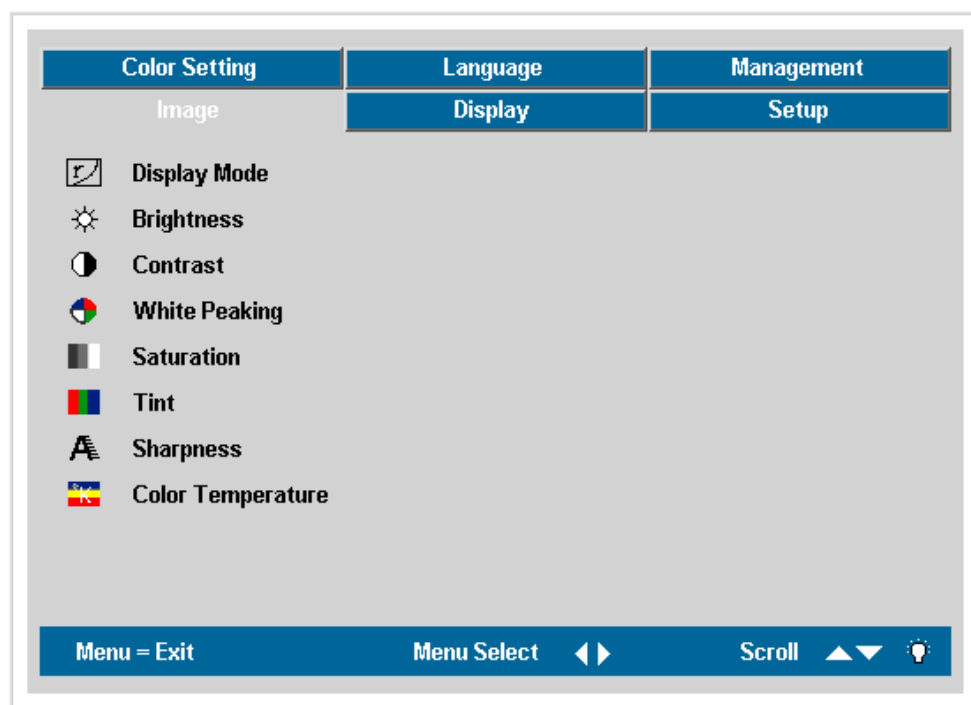 Color Setting Language Management
Image Display Setup
Display Mode
Brightness
Contrast
White Peaking
Saturation
Tint
Sharpness
°K Color Temperature
Menu = Exit Menu Select Scroll